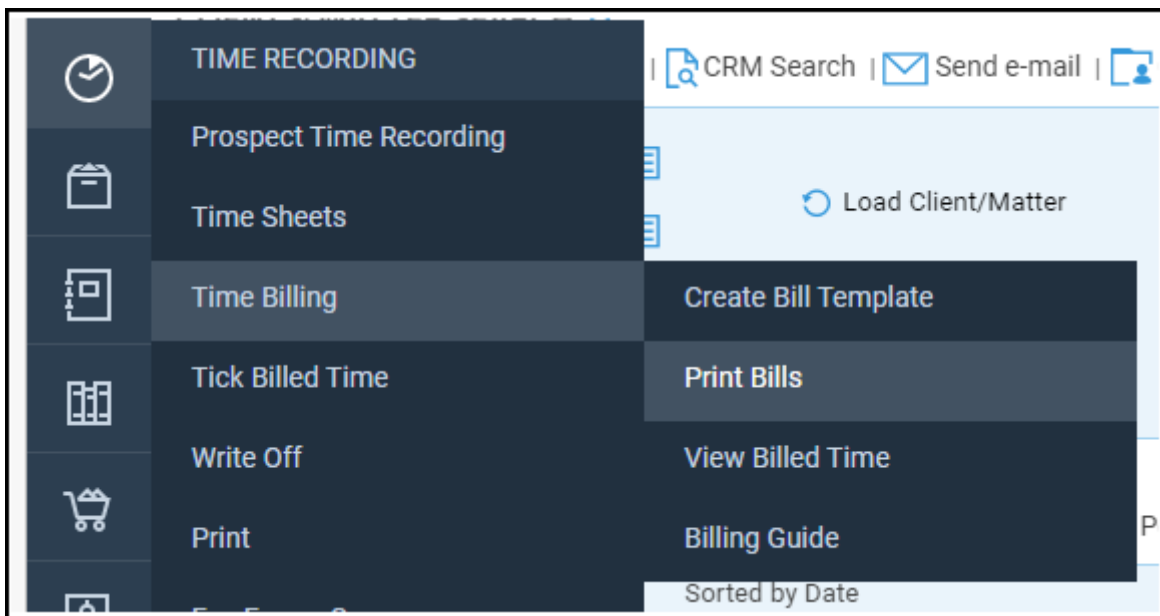 TIME RECORDING
| CRM Search | Send e-mail |
Prospect Time Recording
Time Sheets
Load Client/Matter
Time Billing
Create Bill Template
Tick Billed Time
Print Bills
Write Off
View Billed Time
Print
Billing Guide
P
Sorted by Date